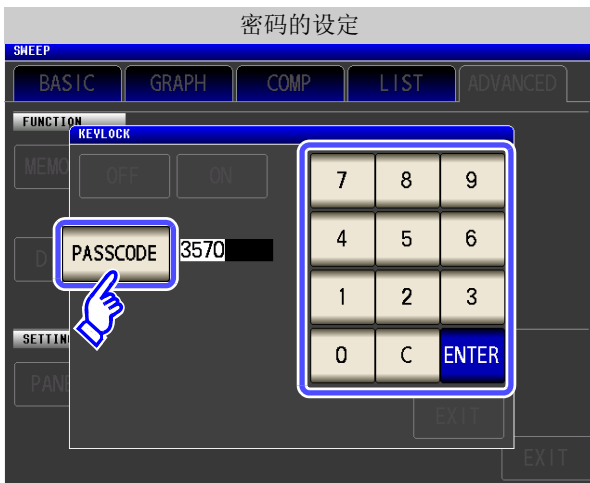 密码的设定
SWEEP
BASIC GRAPH COMP LIST ADVANCED
FUNCTION
KEYLOCK
MEMO OFF ON 7 8 9
D PASSCODE 3570 4 5 6
1 2 3
SETTIN 0 C ENTER
PANE
EXIT
EXIT